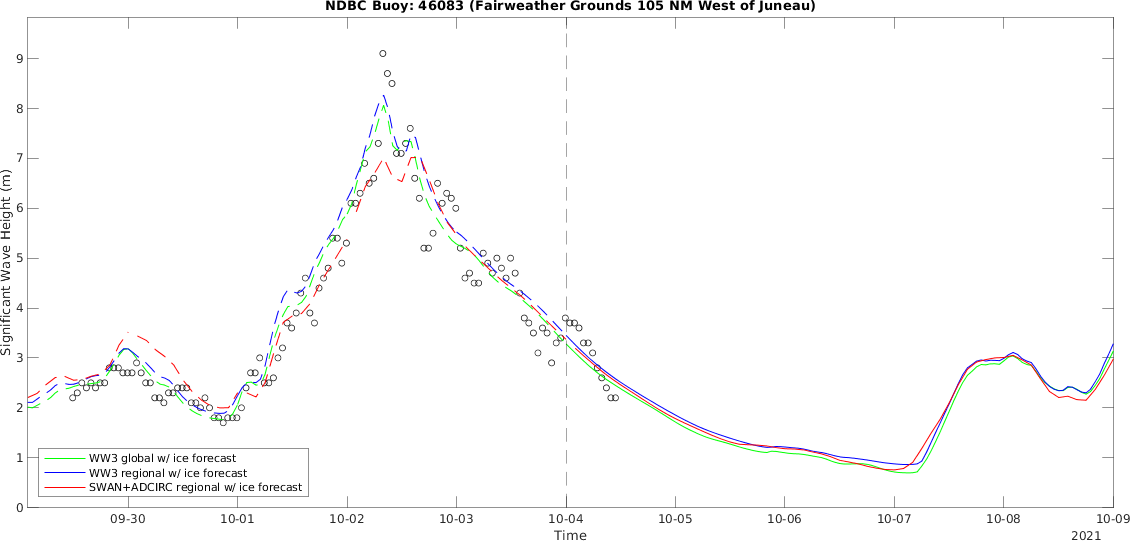 NDBC Buoy: 46083 (Fairweather Grounds 105 NM West of Juneau)
9
8
7
6
5
4
3
2
1
0
Significant Wave Height (m)
WW3 global w/ ice forecast
WW3 regional w/ ice forecast
SWAN+ADCIRC regional w/ ice forecast
09-30 10-01 10-02 10-03 10-04 10-05 10-06 10-07 10-08 10-09
Time
2021